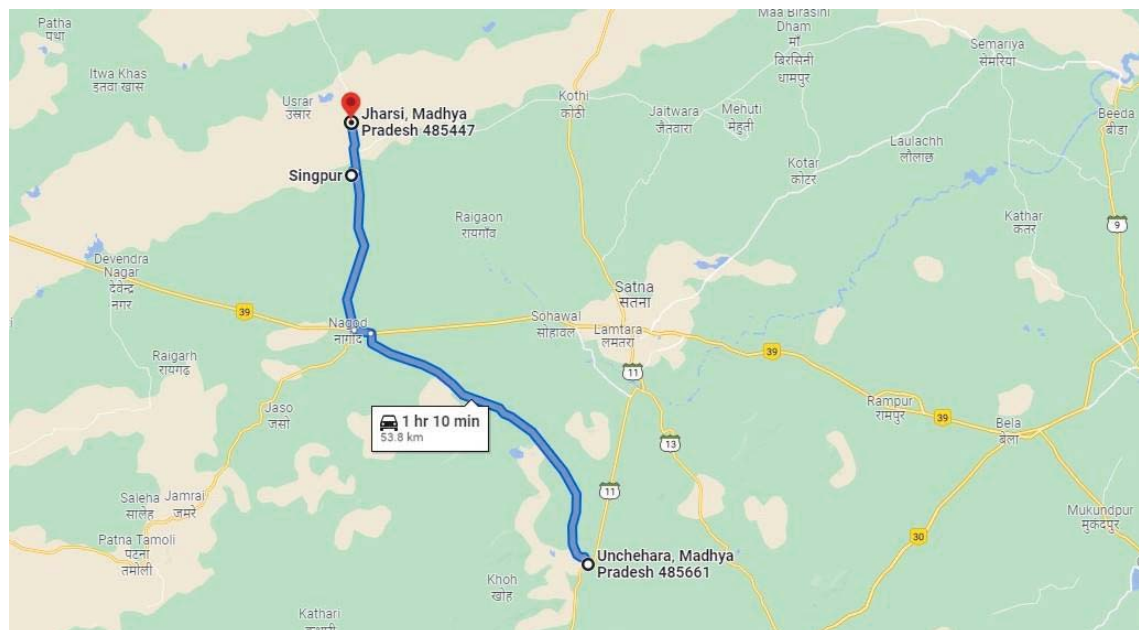 Patha
पथा
Maa Birasini
Dham
माँ
बिरसिनी
धामपुर
Semariya
सेमरिया
Itwa Khas
इतवा खास
Usrar
उस्रार
Jharsi, Madhya
Pradesh 485447
Kothi
कोठी
Jaitwara
जैतवारा
Mehuti
मेहुती
Beeda
बीडा
Laulachh
लौलाछ
Kotar
कोटर
Singpur
Raigaon
रायगाँव
Kathar
कतर
9
Devendra
Nagar
देवेन्द्र
नगर
Satna
सतना
39
Nagod
नागौद
Sohawal
सोहावल
Lamtara
लमतरा
Raigarh
रायगढ़
39
11
Rampur
रामपुर
39
Jaso
जसो
1 hr 10 min
53.8 km
Bela
बेला
13
Saleha
सालेह
Jamrai
जमरे
11
Mukundpur
मुकुंदपुर
Patna Tamoli
पटना
तमोली
30
Unchehara, Madhya
Pradesh 485661
Khoh
खोह
Kathari